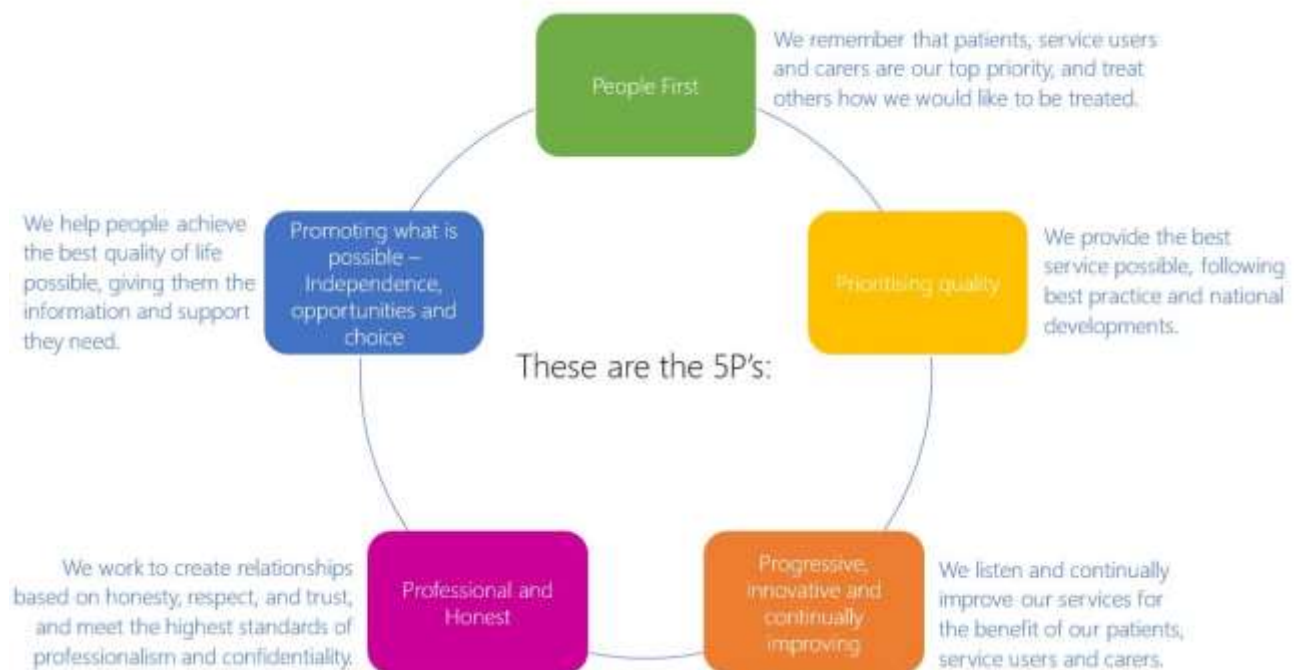 People First
We remember that patients, service users
and carers are our top priority, and treat
others how we would like to be treated.
Prioritising quality
We provide the best
service possible, following
best practice and national
developments.
Progressive,
innovative and
continually
improving
We listen and continually
improve our services for
the benefit of our patients,
service users and carers.
Professional and
Honest
We work to create relationships
based on honesty, respect, and trust,
and meet the highest standards of
professionalism and confidentiality.
Promoting what is
possible –
Independence,
opportunities and
choice
We help people achieve
the best quality of life
possible, giving them the
information and support
they need.
These are the 5P's: